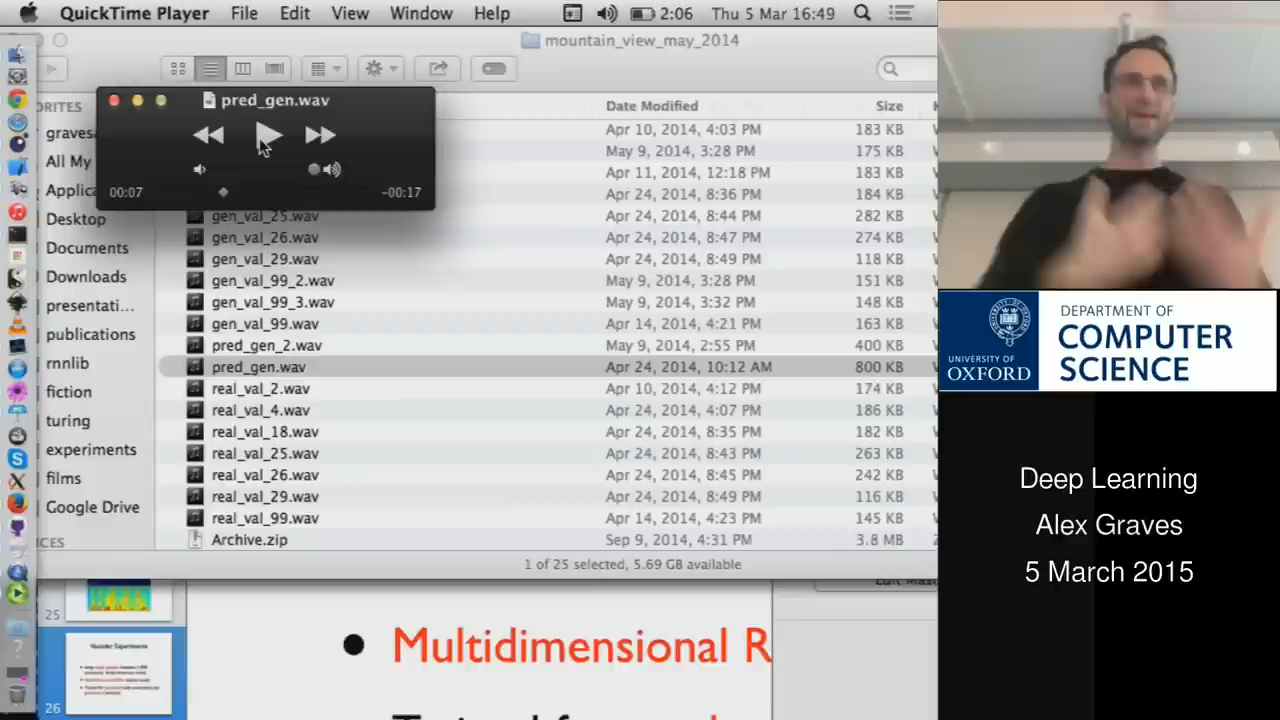 QuickTime Player File Edit View Window Help 2:06 Thu 5 Mar 16:49
mountain_view_may_2014
pred_gen.wav
00:07 -00:17
ORITES
gravesa
All My
Applica
Desktop
Documents
Downloads
presentati...
publications
rnnlib
fiction
turing
experiments
films
Google Drive
ICES
Date Modified Size
Apr 10, 2014, 4:03 PM 183 KB
May 9, 2014, 3:28 PM 175 KB
Apr 11, 2014, 12:18 PM 183 KB
Apr 24, 2014, 8:36 PM 184 KB
gen_val_25.wav Apr 24, 2014, 8:44 PM 282 KB
gen_val_26.wav Apr 24, 2014, 8:47 PM 274 KB
gen_val_29.wav Apr 24, 2014, 8:49 PM 118 KB
gen_val_99_2.wav May 9, 2014, 3:28 PM 151 KB
gen_val_99_3.wav May 9, 2014, 3:32 PM 148 KB
gen_val_99.wav Apr 14, 2014, 4:21 PM 163 KB
pred_gen_2.wav May 9, 2014, 2:55 PM 400 KB
pred_gen.wav Apr 24, 2014, 10:12 AM 800 KB
real_val_2.wav Apr 10, 2014, 4:12 PM 174 KB
real_val_4.wav Apr 24, 2014, 4:07 PM 186 KB
real_val_18.wav Apr 24, 2014, 8:35 PM 182 KB
real_val_25.wav Apr 24, 2014, 8:43 PM 263 KB
real_val_26.wav Apr 24, 2014, 8:45 PM 242 KB
real_val_29.wav Apr 24, 2014, 8:49 PM 116 KB
real_val_99.wav Apr 14, 2014, 4:23 PM 145 KB
Archive.zip Sep 9, 2014, 4:31 PM 3.8 MB
1 of 25 selected, 5.69 GB available
25
26
• Multidimensional R
UNIVERSITY OF
OXFORD
DEPARTMENT OF
COMPUTER
SCIENCE
Deep Learning
Alex Graves
5 March 2015